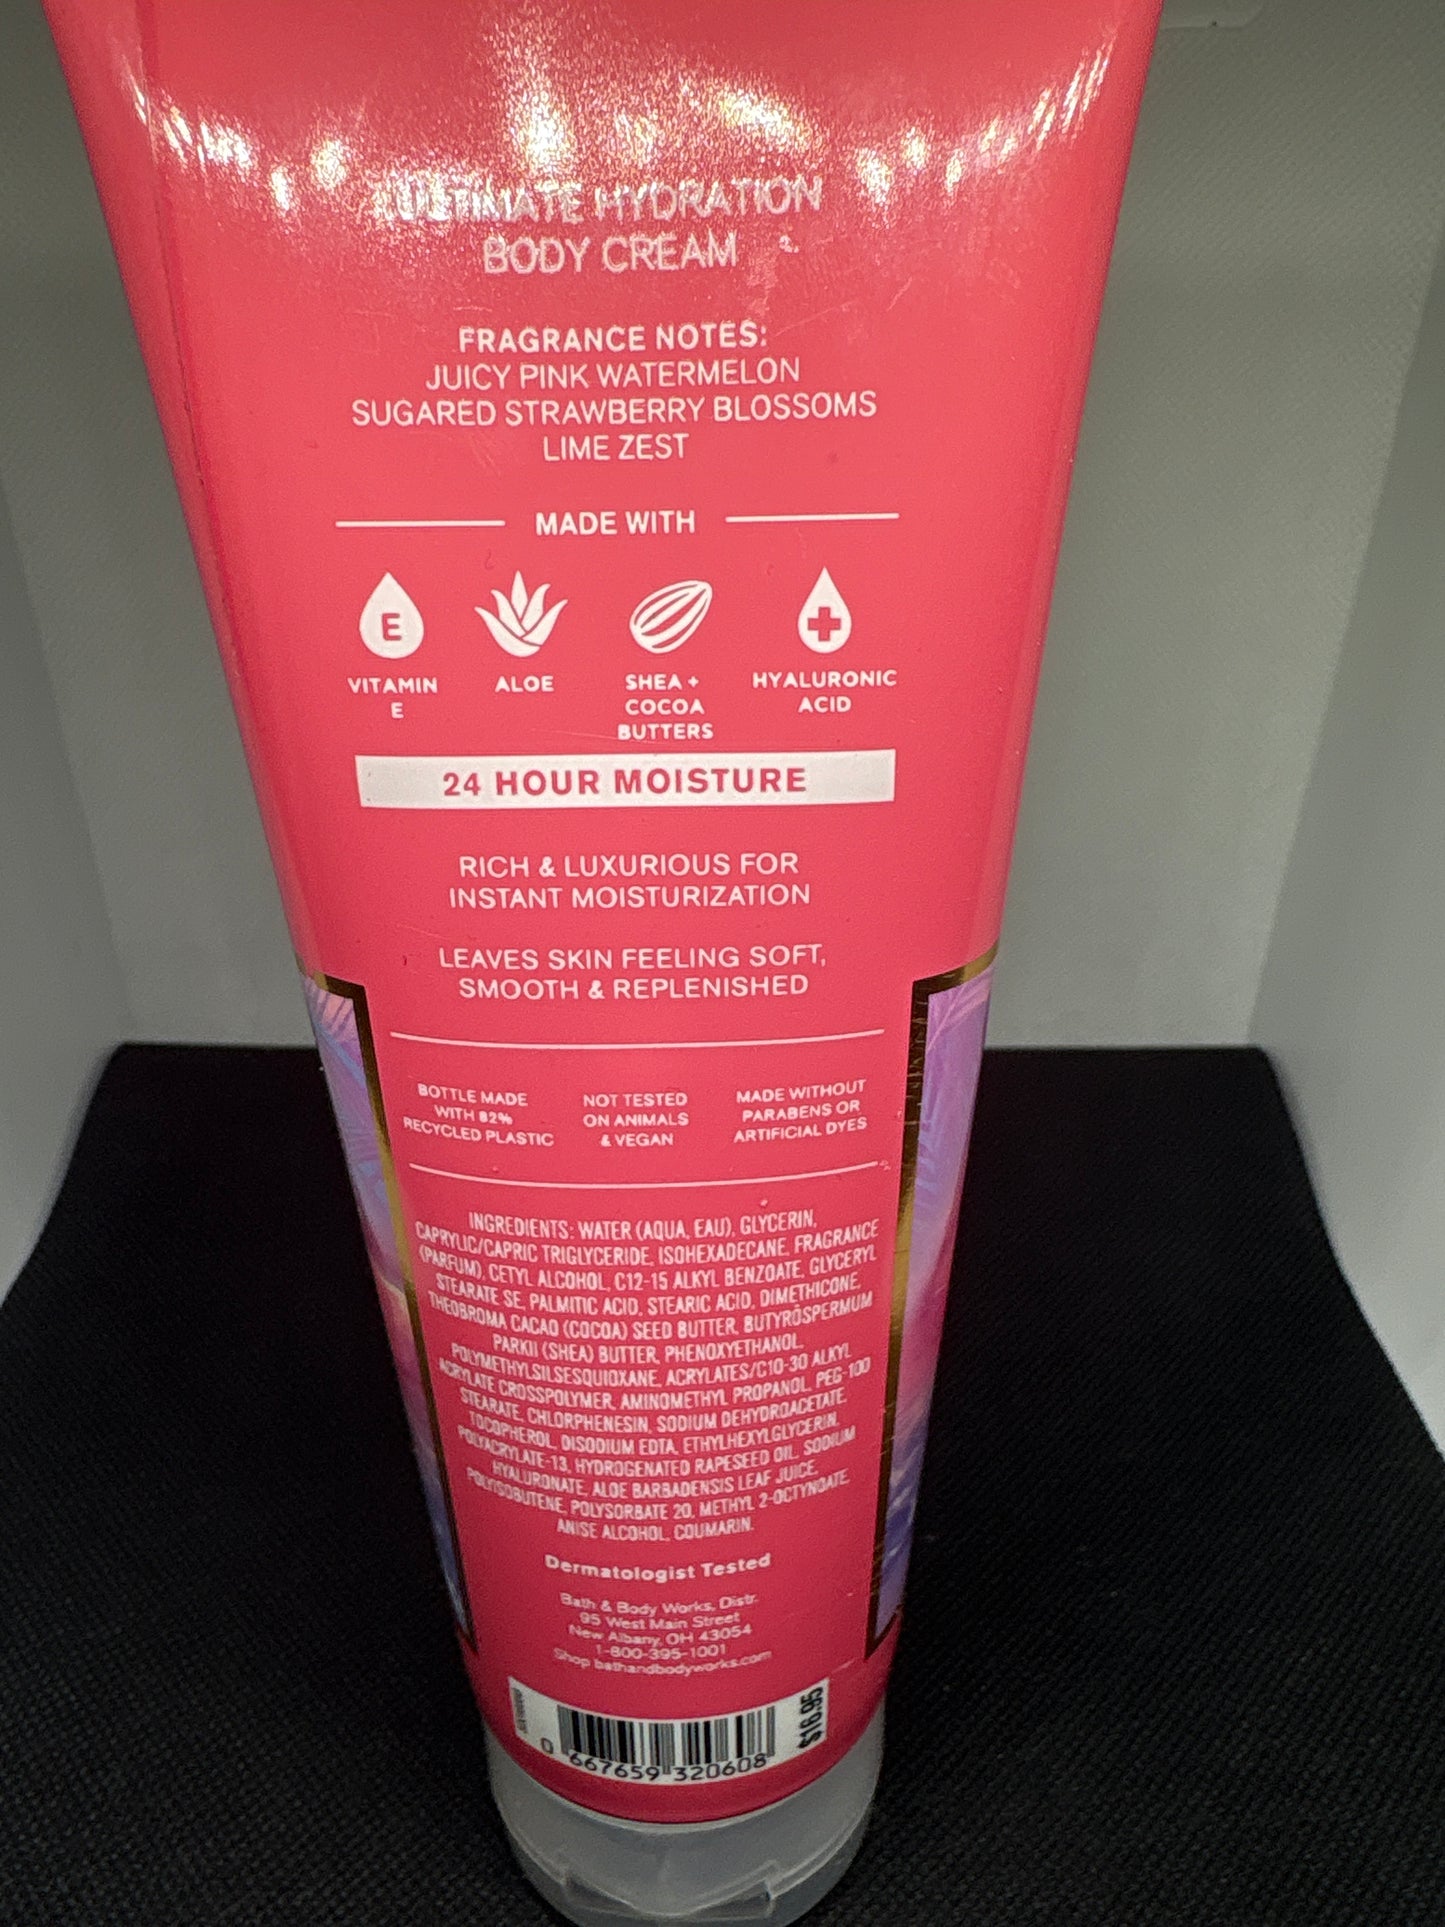 ULTIMATE HYDRATION
BODY CREAM
FRAGRANCE NOTES:
JUICY PINK WATERMELON
SUGARED STRAWBERRY BLOSSOMS
LIME ZEST
MADE WITH
E
VITAMIN
E
ALOE
SHEA +
COCOA
BUTTERS
HYALURONIC
ACID
24 HOUR MOISTURE
RICH & LUXURIOUS FOR
INSTANT MOISTURIZATION
LEAVES SKIN FEELING SOFT,
SMOOTH & REPLENISHED
BOTTLE MADE
WITH 82%
RECYCLED PLASTIC
NOT TESTED
ON ANIMALS
& VEGAN
MADE WITHOUT
PARABENS OR
ARTIFICIAL DYES
INGREDIENTS: WATER (AQUA, EAU), GLYCERIN,
CAPRYLIC/CAPRIC TRIGLYCERIDE, ISOHEXADECANE, FRAGRANCE
(PARFUM), CETYL ALCOHOL, C12-15 ALKYL BENZOATE, GLYCERYL
STEARATE SE, PALMITIC ACID, STEARIC ACID, DIMETHICONE,
THEOBROMA CACAO (COCOA) SEED BUTTER, BUTYROSPERMUM
PARKII (SHEA) BUTTER, PHENOXYETHANOL,
POLYMETHYLSILSESQUIOXANE, ACRYLATES/C10-30 ALKYL
ACRYLATE CROSSPOLYMER, AMINOMETHYL PROPANOL, PEG-100
STEARATE, CHLORPHENESIN, SODIUM DEHYDROACETATE,
TOCOPHEROL, DISODIUM EDTA, ETHYLHEXYLGLYCERIN,
POLYACRYLATE-13, HYDROGENATED RAPESEED OIL, SODIUM
HYALURONATE, ALOE BARBADENSIS LEAF JUICE,
POLYISOBUTENE, POLYSORBATE 20, METHYL 2-OCTYNOATE,
ANISE ALCOHOL, COUMARIN.
Dermatologist Tested
Bath & Body Works, Distr.
95 West Main Street
New Albany, OH 43054
1-800-395-1001
Shop bathandbodyworks.com
$16.95
0 667659 320608